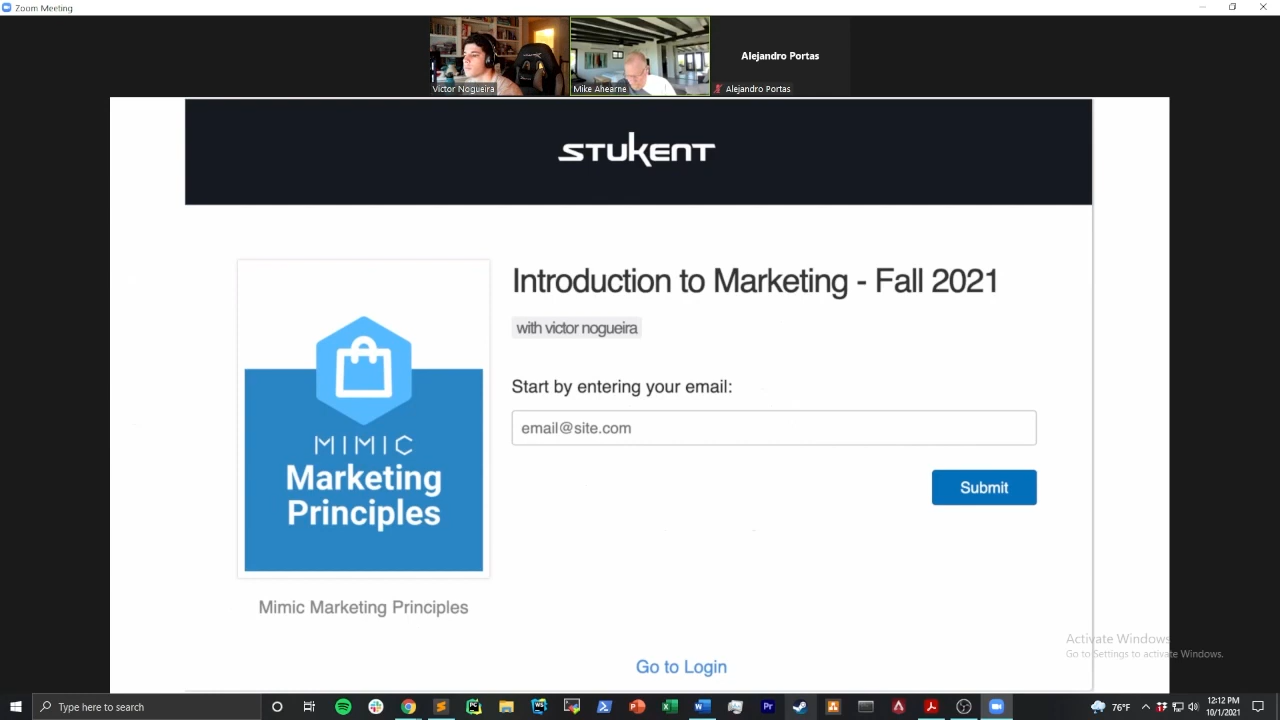 Zoom Meeting
Victor Nogueira
Mike Ahearne
Alejandro Portas
Alejandro Portas
STUKENT
Introduction to Marketing - Fall 2021
with victor nogueira
Start by entering your email:
email@site.com
Submit
MIMIC
Marketing
Principles
Mimic Marketing Principles
Go to Login
Activate Windows
Go to Settings to activate Windows.
Type here to search
76°F
12:12 PM
10/1/2021